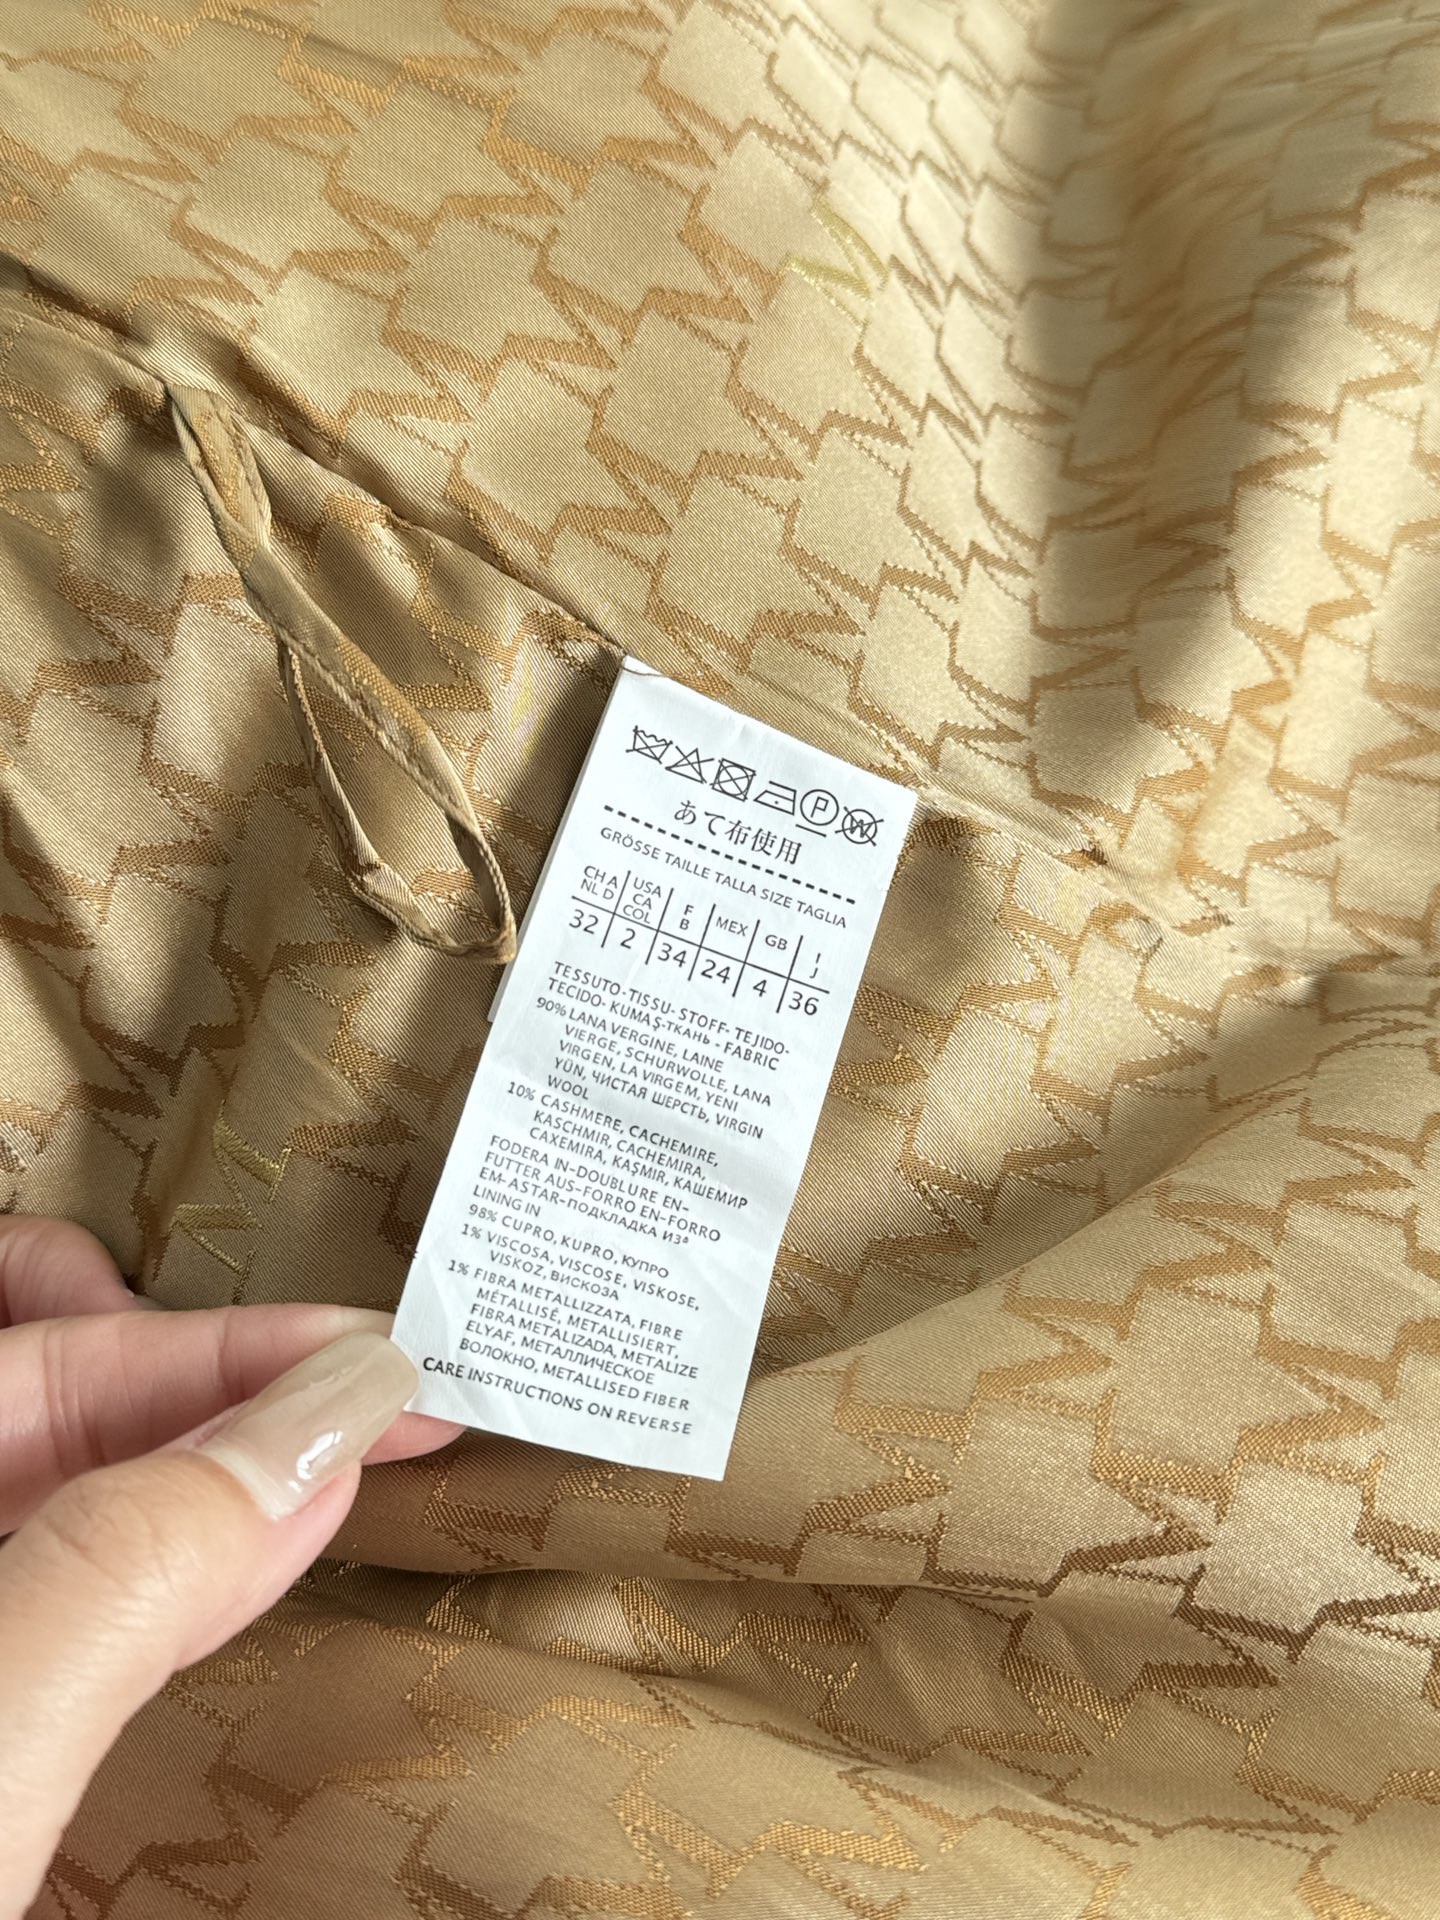 P W
あて布使用
GRÖSSE TAILLE TALLA SIZE TAGLIA
CH A NL D | USA CA COL | F B | MEX | GB | I J
32 | 2 | 34 | 24 | 4 | 36
TESSUTO-TISSU-STOFF-TEJIDO-
TECIDO-KUMAŞ-ТКАНЬ-FABRIC
90% LANA VERGINE, LAINE
VIERGE, SCHURWOLLE, LANA
VIRGEN, LA VIRGEM, YENI
YÜN, ЧИСТАЯ ШЕРСТЬ, VIRGIN
WOOL
10% CASHMERE, CACHEMIRE,
KASCHMIR, CACHEMIRA,
CAXEMIRA, KAŞMIR, КАШЕМИР
FODERA IN-DOUBLURE EN-
FUTTER AUS-FORRO EN-FORRO
EM-ASTAR-ПОДКЛАДКА ИЗ
LINING IN
98% CUPRO, KUPRO, КУПРО
1% VISCOSA, VISCOSE, VISKOSE,
VISKOZ, ВИСКОЗА
1% FIBRA METALLIZZATA, FIBRE
MÉTALLISÉ, METALLISIERT,
FIBRA METALIZADA, METALIZE
ELYAF, МЕТАЛЛИЧЕСКОЕ
ВОЛОКНО, METALLISED FIBER
CARE INSTRUCTIONS ON REVERSE